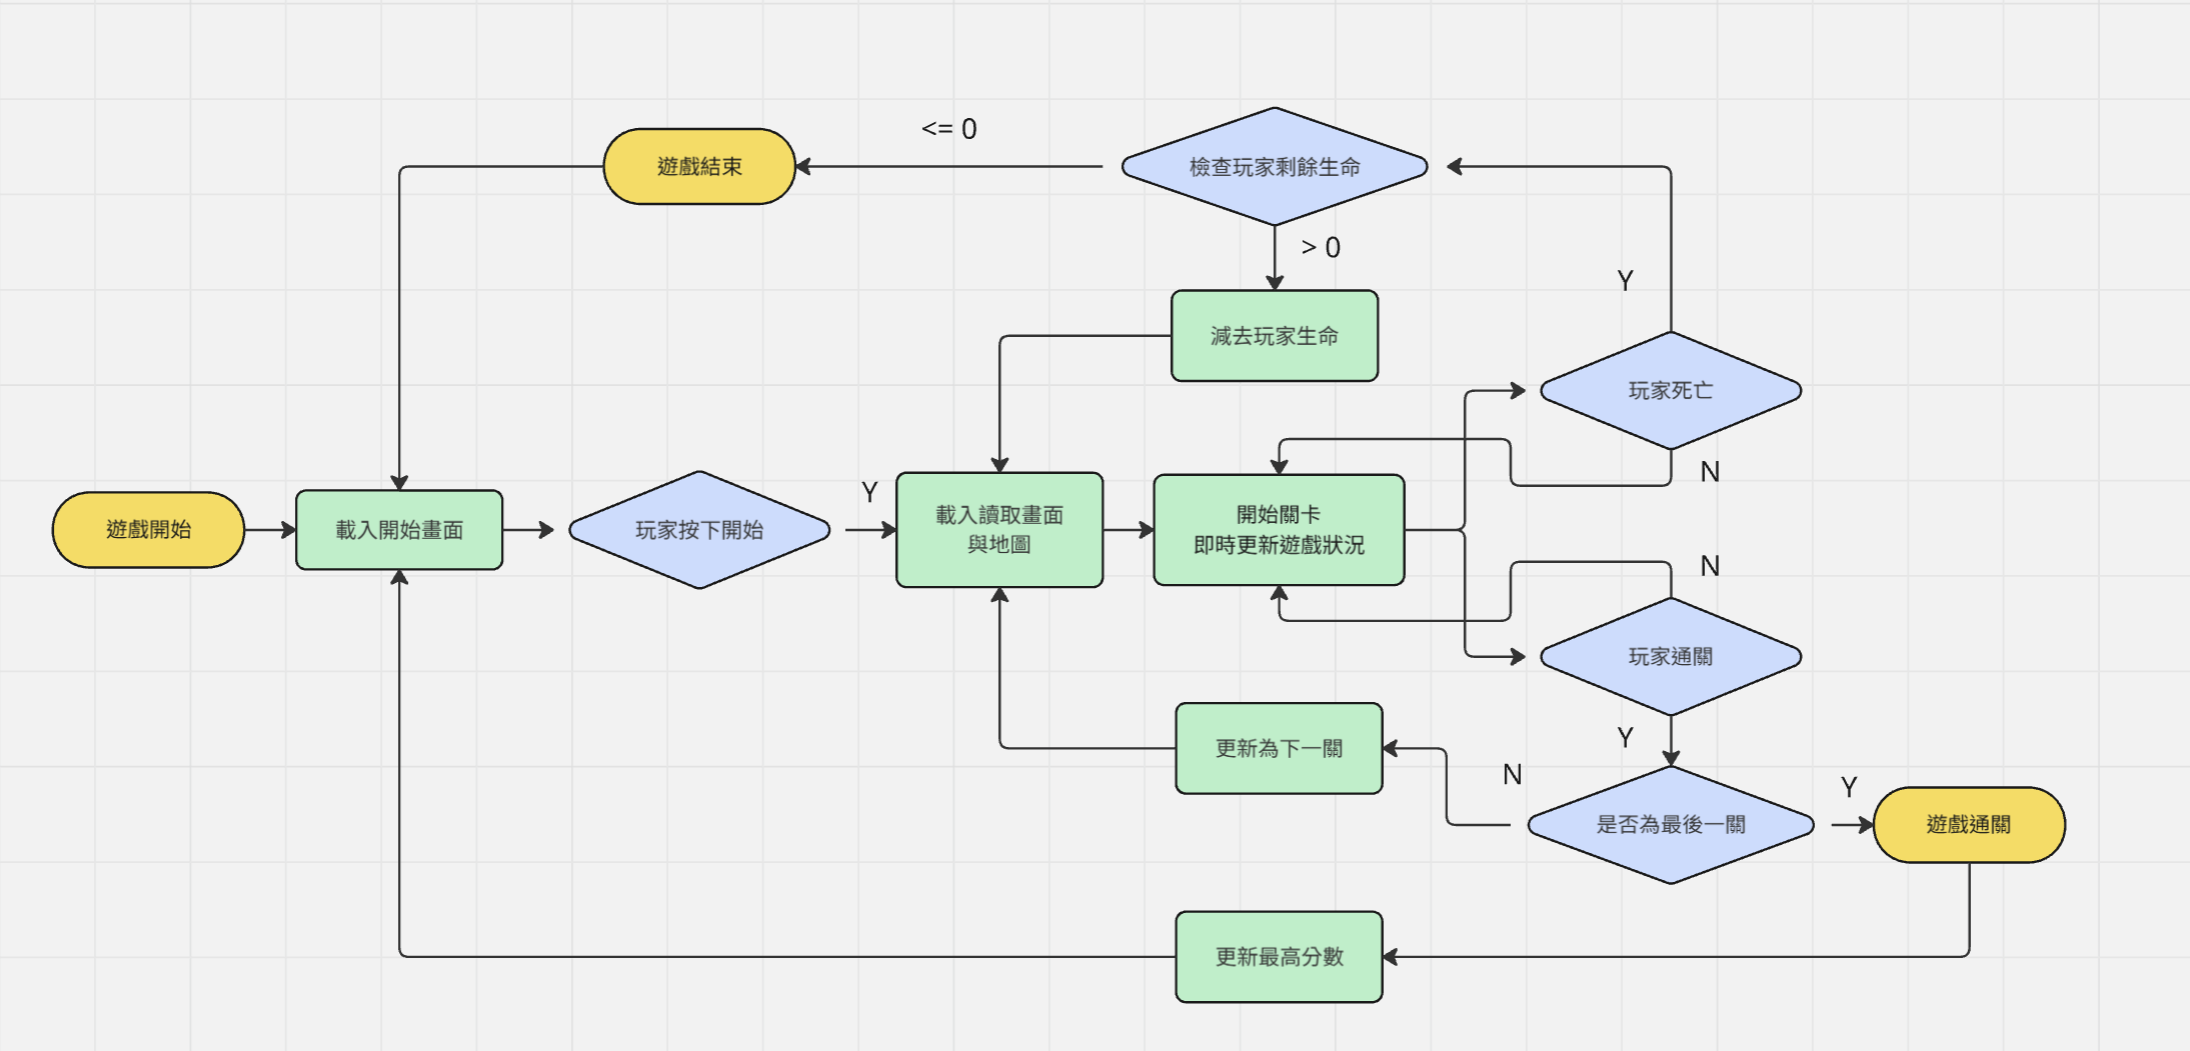 <= 0
遊戲結束
檢查玩家剩餘生命
> 0
Y
減去玩家生命
玩家死亡
N
遊戲開始
載入開始畫面
玩家按下開始
Y
載入讀取畫面
與地圖
開始關卡
即時更新遊戲狀況
N
玩家通關
Y
更新為下一關
N
是否為最後一關
Y
遊戲通關
更新最高分數